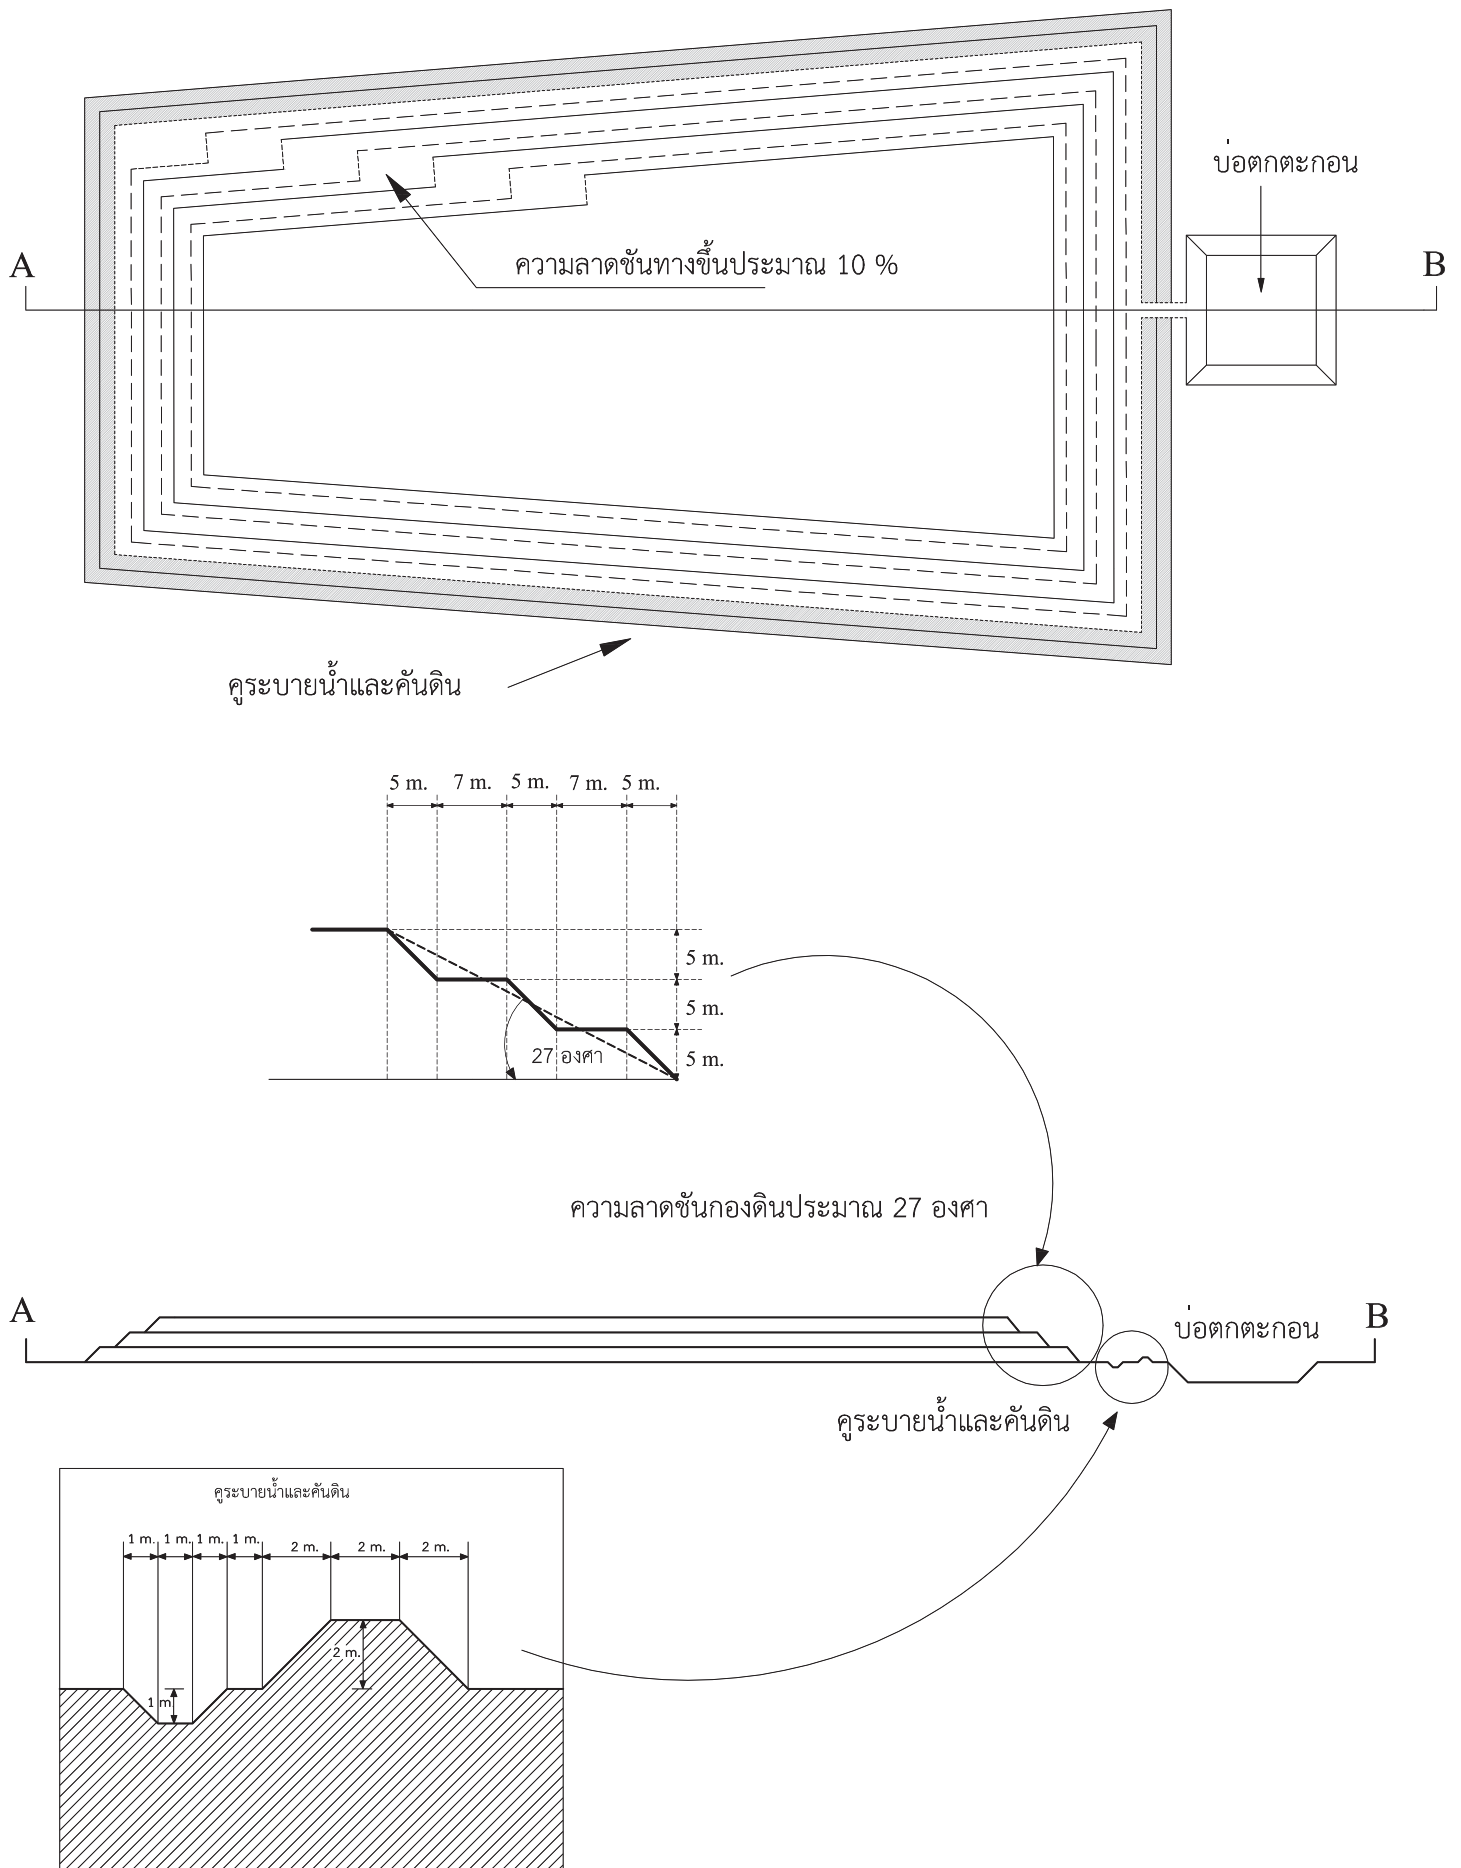 บ่อตกตะกอน
A
ความลาดชันทางขึ้นประมาณ 10 %
B
คูระบายน้ำและคันดิน
5 m.
7 m.
5 m.
7 m.
5 m.
5 m.
5 m.
5 m.
27 องศา
ความลาดชันกองดินประมาณ 27 องศา
A
บ่อตกตะกอน
B
คูระบายน้ำและคันดิน
คูระบายน้ำและคันดิน
1 m.
1 m.
1 m.
1 m.
2 m.
2 m.
2 m.
2 m.
1 m